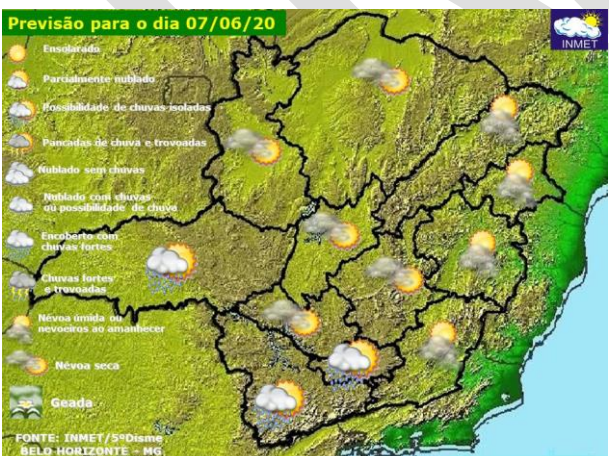 Previsão para o dia 07/06/20
INMET
Ensolarado
Parcialmente nublado
Possibilidade de chuvas isoladas
Pancadas de chuva e trovoadas
Nublado sem chuvas
Nublado com chuvas
ou possibilidade de chuva
Encoberto com
chuvas fortes
Chuvas fortes
e trovoadas
Névoa úmida ou
nevoeiros ao amanhecer
Névoa seca
Geada
FONTE: INMET/5ºDisme
BELO HORIZONTE - MG